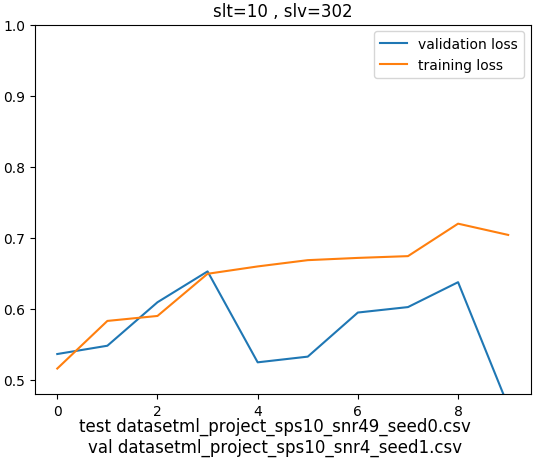 slt=10 , slv=302
1.0
0.9
0.8
0.7
0.6
0.5
validation loss
training loss
0 2 4 6 8
test datasetml_project_sps10_snr49_seed0.csv
val datasetml_project_sps10_snr4_seed1.csv